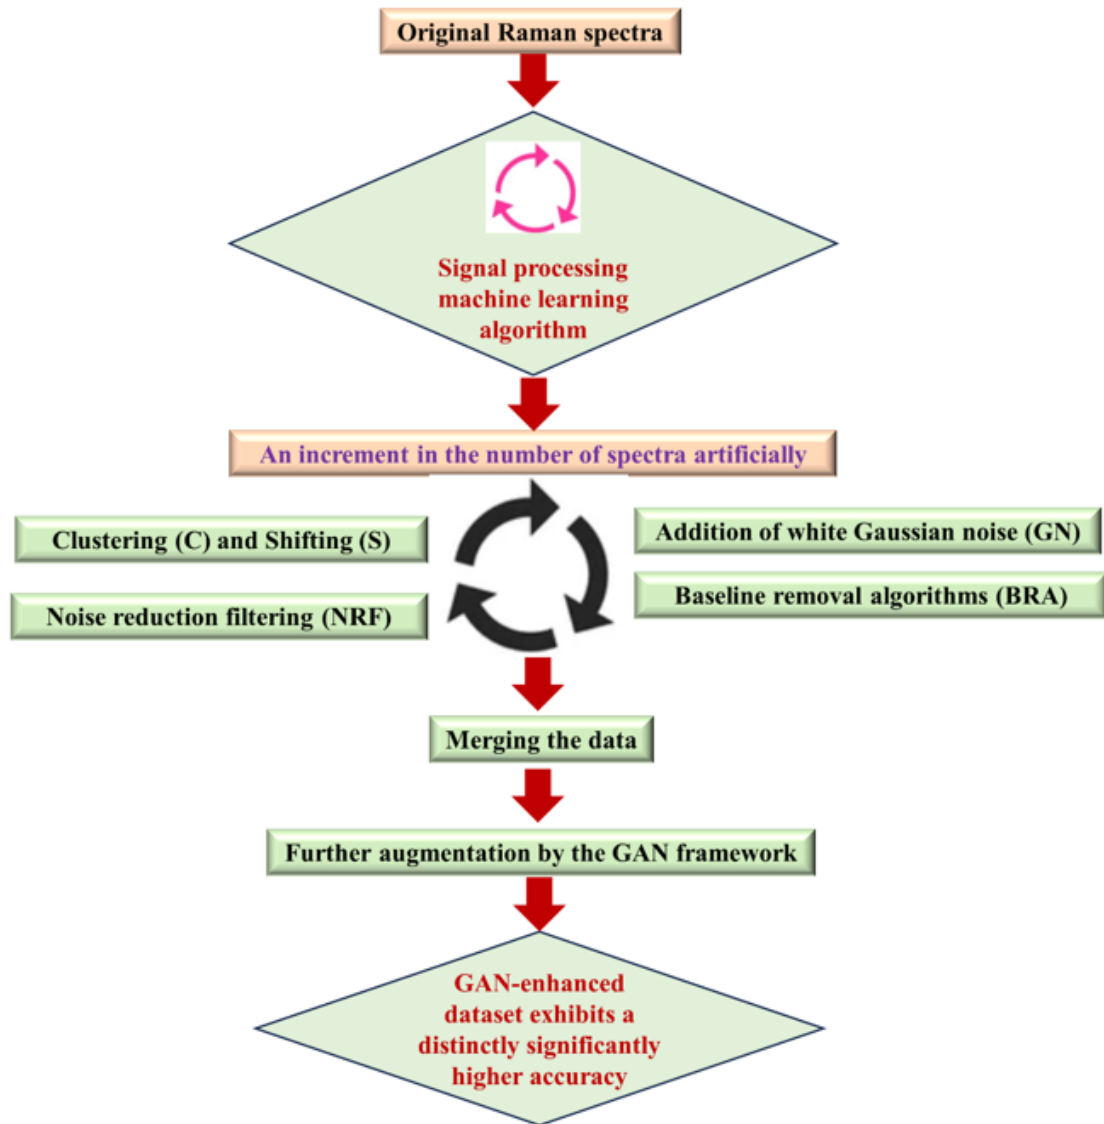 Original Raman spectra
Signal processing
machine learning
algorithm
An increment in the number of spectra artificially
Clustering (C) and Shifting (S)
Addition of white Gaussian noise (GN)
Noise reduction filtering (NRF)
Baseline removal algorithms (BRA)
Merging the data
Further augmentation by the GAN framework
GAN-enhanced
dataset exhibits a
distinctly significantly
higher accuracy